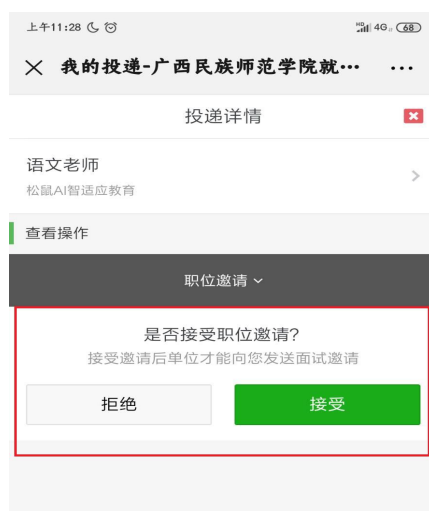 上午11:28
HD 4G 68
我的投递-广西民族师范学院就…
投递详情
语文老师
松鼠AI智适应教育
查看操作
职位邀请
是否接受职位邀请?
接受邀请后单位才能向您发送面试邀请
拒绝
接受